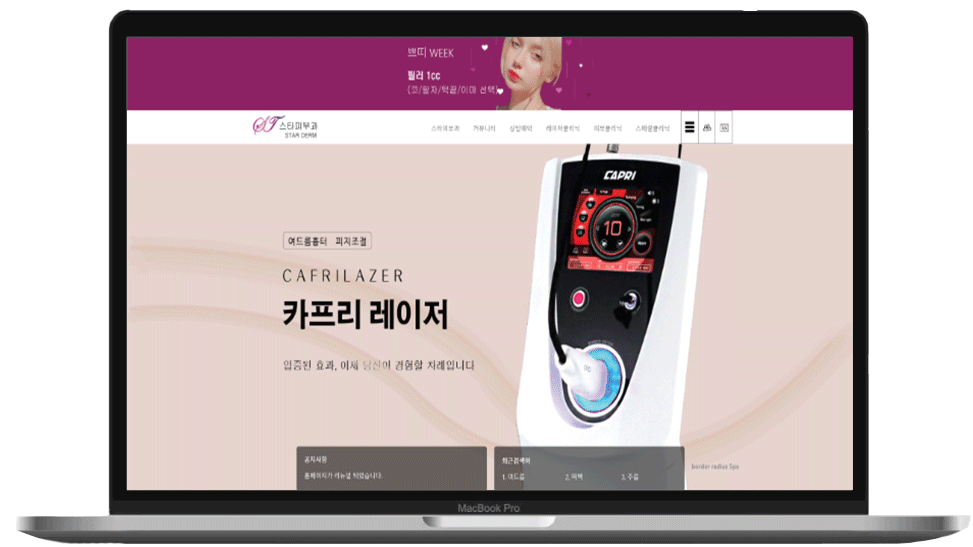 쁘띠 WEEK
필러 1cc
(코/팔자/턱끝/이마 선택)
ST 스타피부과
STAR DERM
스타피부과 커뮤니티 상담예약 레이저클리닉 피부클리닉 스페셜클리닉
CAPRI
10
여드름흉터 피지조절
CAFRILAZER
카프리 레이저
입증된 효과, 이제 당신이 경험할 차례입니다
공지사항
홈페이지가 리뉴얼 되었습니다
최근검색어
1. 여드름 2. 미백 3. 주름
border radius 5px
MacBook Pro